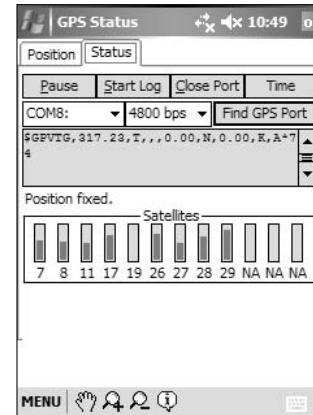 GPS Status 10:49
Position Status
Pause Start Log Close Port Time
COM8: 4800 bps Find GPS Port
$GPVTG,317.23,T,,,0.00,N,0.00,K,A*7
4
Position fixed.
Satellites
7 8 11 17 19 26 27 28 29 NA NA NA
MENU